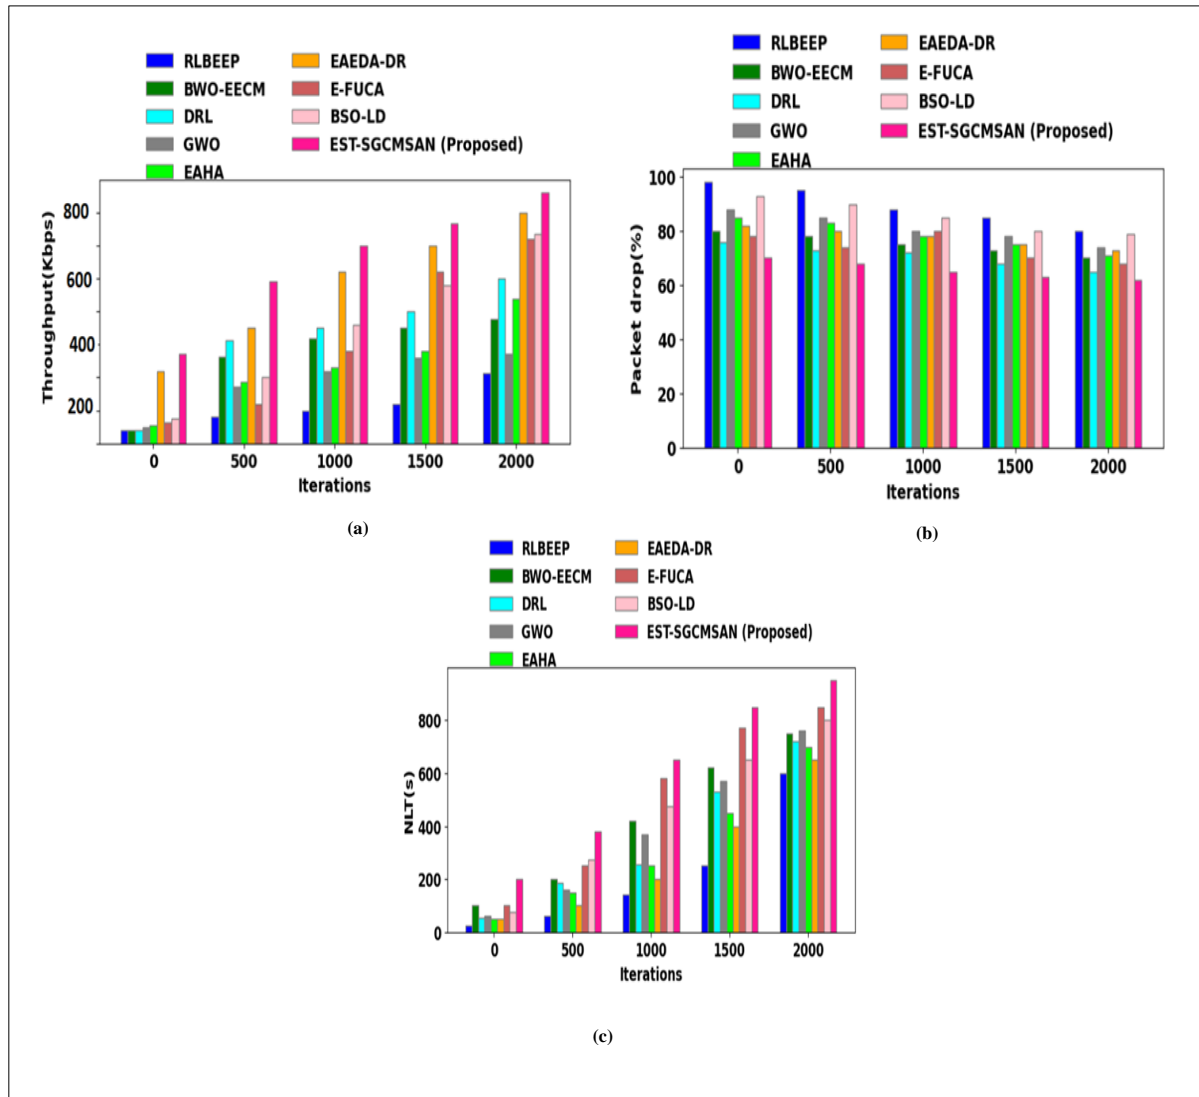 RLBEEP
BWO-EECM
DRL
GWO
EAHA
EAEDA-DR
E-FUCA
BSO-LD
EST-SGCMSAN (Proposed)
Throughput(Kbps)
800
600
400
200
0 500 1000 1500 2000
Iterations
(a)
RLBEEP
BWO-EECM
DRL
GWO
EAHA
EAEDA-DR
E-FUCA
BSO-LD
EST-SGCMSAN (Proposed)
Packet drop(%)
100
80
60
40
20
0
0 500 1000 1500 2000
Iterations
(b)
RLBEEP
BWO-EECM
DRL
GWO
EAHA
EAEDA-DR
E-FUCA
BSO-LD
EST-SGCMSAN (Proposed)
NLT(s)
800
600
400
200
0
0 500 1000 1500 2000
Iterations
(c)